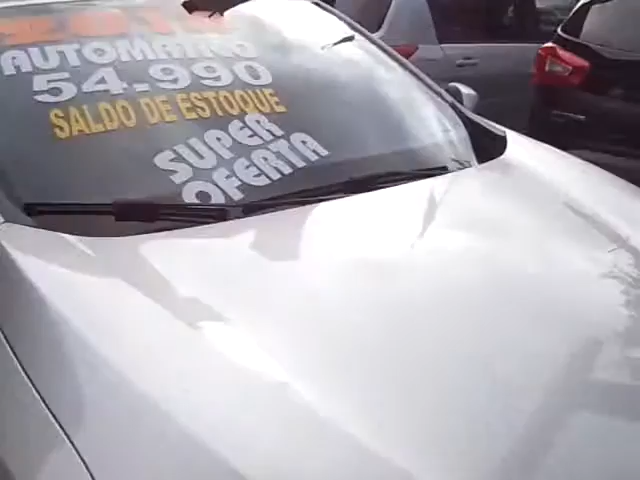 AUTOMATICO
54.990
SALDO DE ESTOQUE
SUPER
OFERTA